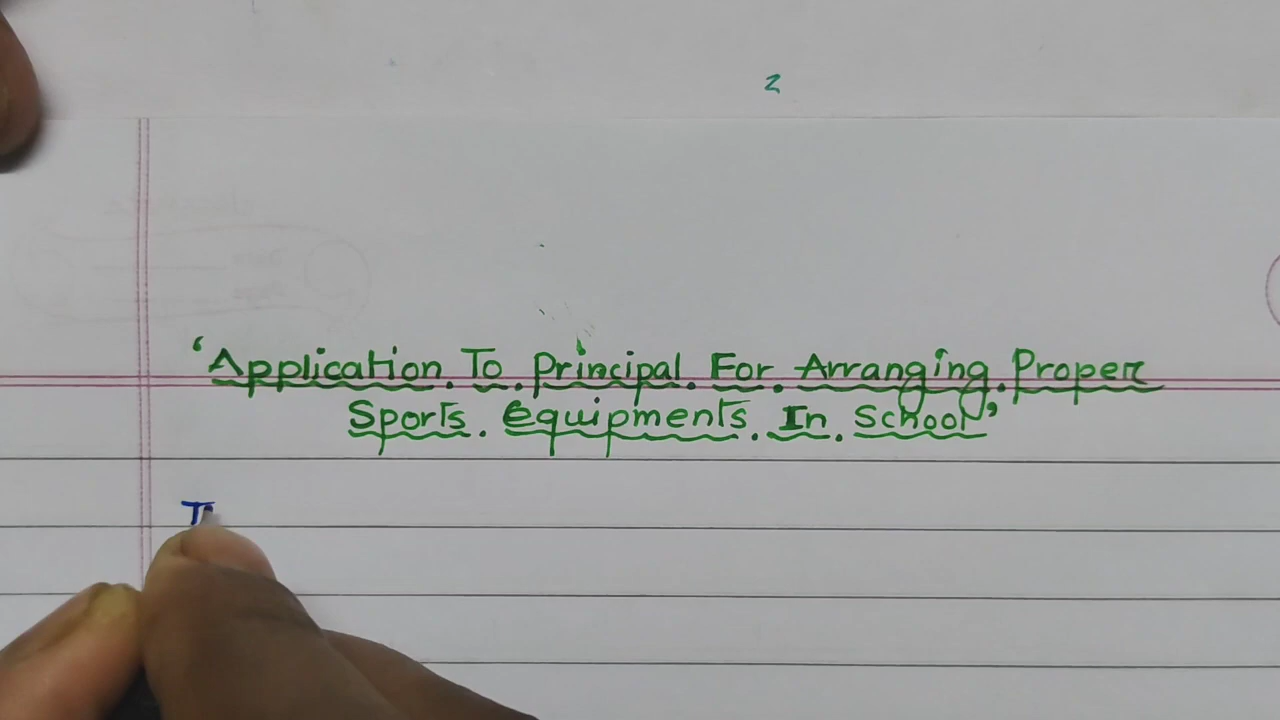 2
'Application To Principal For Arranging Proper
Sports Equipments In School'
T